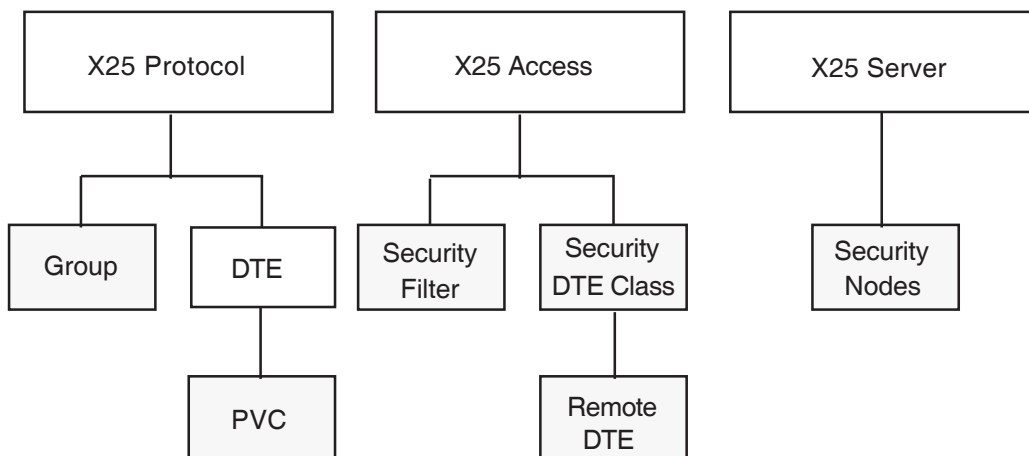 X25 Protocol
X25 Access
X25 Server
Group
DTE
Security
Filter
Security
DTE Class
Security
Nodes
PVC
Remote
DTE